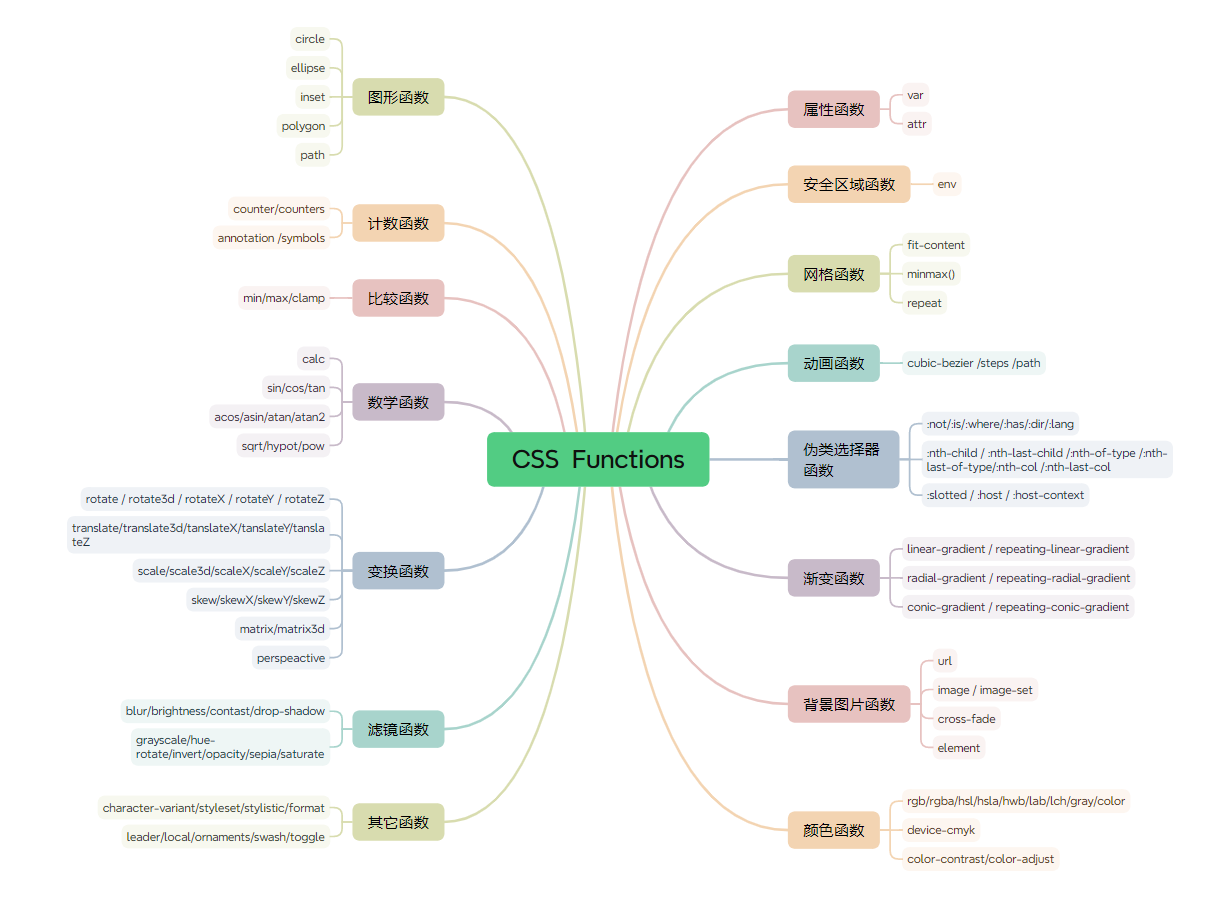 CSS Functions
图形函数
circle
ellipse
inset
polygon
path
计数函数
counter/counters
annotation /symbols
比较函数
min/max/clamp
数学函数
calc
sin/cos/tan
acos/asin/atan/atan2
sqrt/hypot/pow
变换函数
rotate / rotate3d / rotateX / rotateY / rotateZ
translate/translate3d/tanslateX/tanslateY/tansla
teZ
scale/scale3d/scaleX/scaleY/scaleZ
skew/skewX/skewY/skewZ
matrix/matrix3d
perspeactive
滤镜函数
blur/brightness/contast/drop-shadow
grayscale/hue-
rotate/invert/opacity/sepia/saturate
其它函数
character-variant/styleset/stylistic/format
leader/local/ornaments/swash/toggle
属性函数
var
attr
安全区域函数
env
网格函数
fit-content
minmax()
repeat
动画函数
cubic-bezier /steps /path
伪类选择器
函数
:not/:is/:where/:has/:dir/:lang
:nth-child / :nth-last-child /:nth-of-type /:nth-
last-of-type/:nth-col /:nth-last-col
:slotted / :host / :host-context
渐变函数
linear-gradient / repeating-linear-gradient
radial-gradient / repeating-radial-gradient
conic-gradient / repeating-conic-gradient
背景图片函数
url
image / image-set
cross-fade
element
颜色函数
rgb/rgba/hsl/hsla/hwb/lab/lch/gray/color
device-cmyk
color-contrast/color-adjust